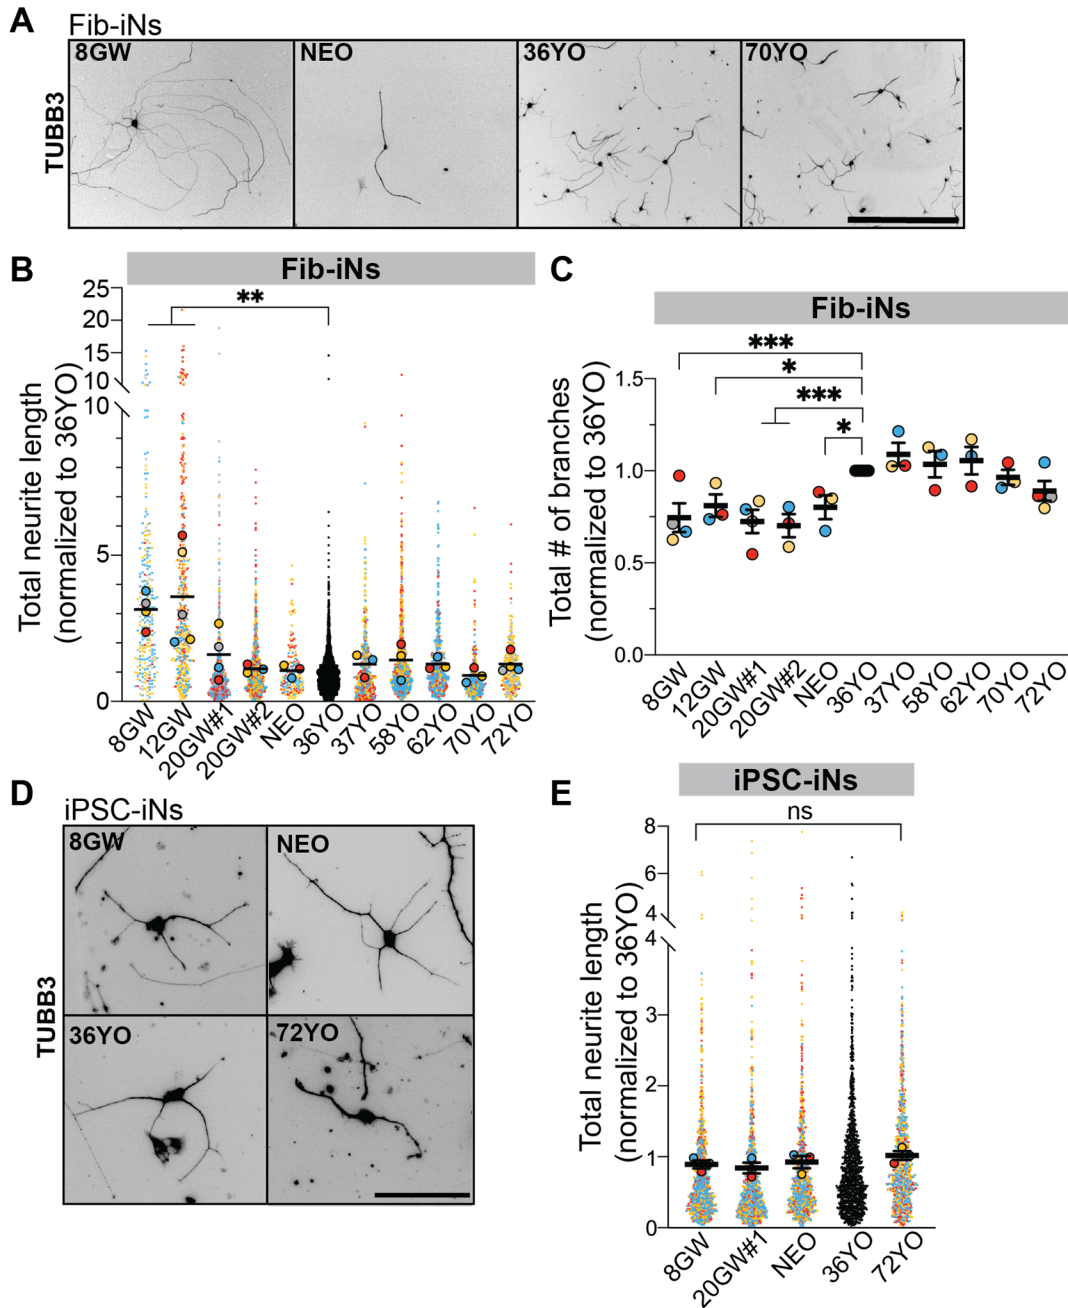 A
Fib-iNs
8GW
NEO
36YO
70YO
TUBB3
B
Fib-iNs
Total neurite length
(normalized to 36YO)
25
20
15
10
10
5
0
**
8GW
12GW
20GW#1
20GW#2
NEO
36YO
37YO
58YO
62YO
70YO
72YO
C
Fib-iNs
Total # of branches
(normalized to 36YO)
1.5
1.0
0.5
0.0
***
*
***
*
8GW
12GW
20GW#1
20GW#2
NEO
36YO
37YO
58YO
62YO
70YO
72YO
D
iPSC-iNs
8GW
NEO
36YO
72YO
TUBB3
E
iPSC-iNs
ns
Total neurite length
(normalized to 36YO)
8
6
4
4
3
2
1
0
8GW
20GW#1
NEO
36YO
72YO